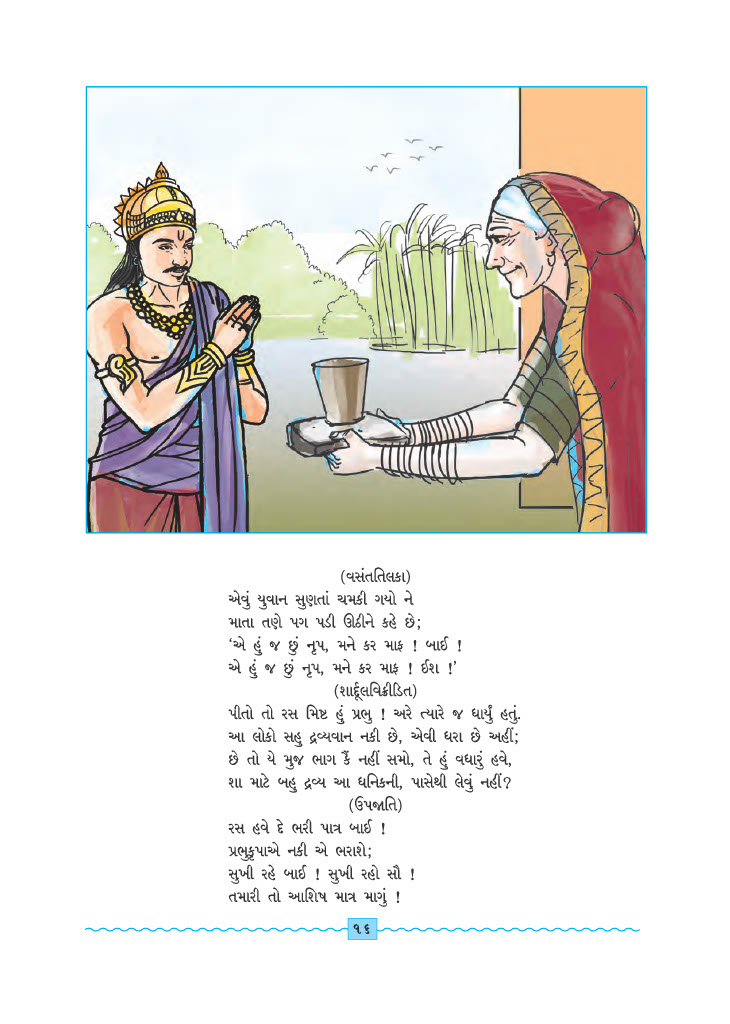 (વસંતતિલકા)
એવું યુવાન સુણતાં ચમકી ગયો ને
માતા તણે પગ પડી ઊઠીને કહે છે;
‘એ હું જ છું નૃપ, મને કર માફ ! બાઈ !
એ હું જ છું નૃપ, મને કર માફ ! ઈશ !’
(શાર્દૂલવિક્રીડિત)
પીતો તો રસ મિષ્ટ હું પ્રભુ ! અરે ત્યારે જ ધાર્યું હતું.
આ લોકો સહુ દ્રવ્યવાન નકી છે, એવી ધરા છે અહીં;
છે તો યે મુજ ભાગ કૈં નહીં સમો, તે હું વધારું હવે,
શા માટે બહુ દ્રવ્ય આ ધનિકની, પાસેથી લેવું નહીં?
(ઉપજાતિ)
રસ હવે દે ભરી પાત્ર બાઈ !
પ્રભુકૃપાએ નકી એ ભરાશે;
સુખી રહે બાઈ ! સુખી રહો સૌ !
તમારી તો આશિષ માત્ર માગું !
૧૬